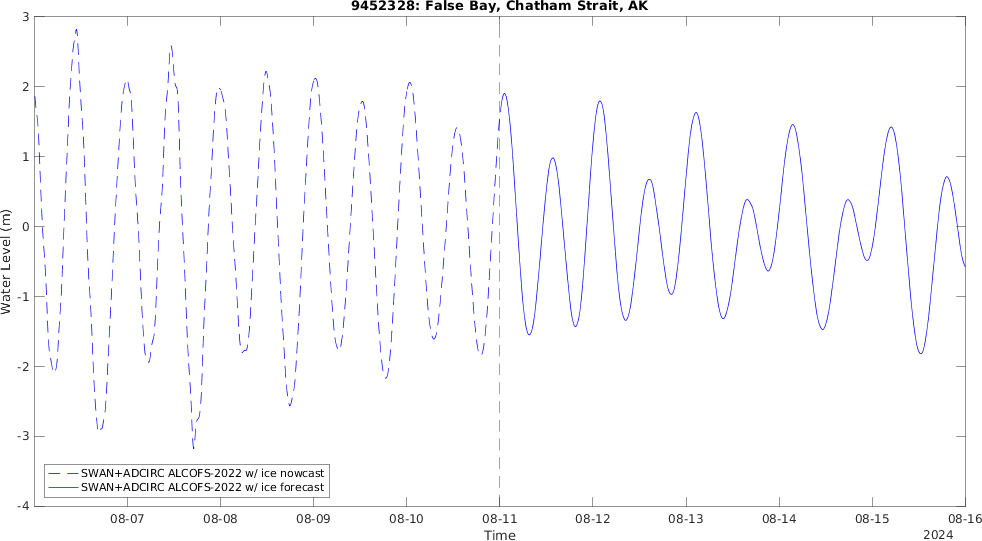 9452328: False Bay, Chatham Strait, AK
3
2
1
0
-1
-2
-3
-4
Water Level (m)
SWAN+ADCIRC ALCOFS-2022 w/ ice nowcast
SWAN+ADCIRC ALCOFS-2022 w/ ice forecast
08-07 08-08 08-09 08-10 08-11 08-12 08-13 08-14 08-15 08-16
Time
2024